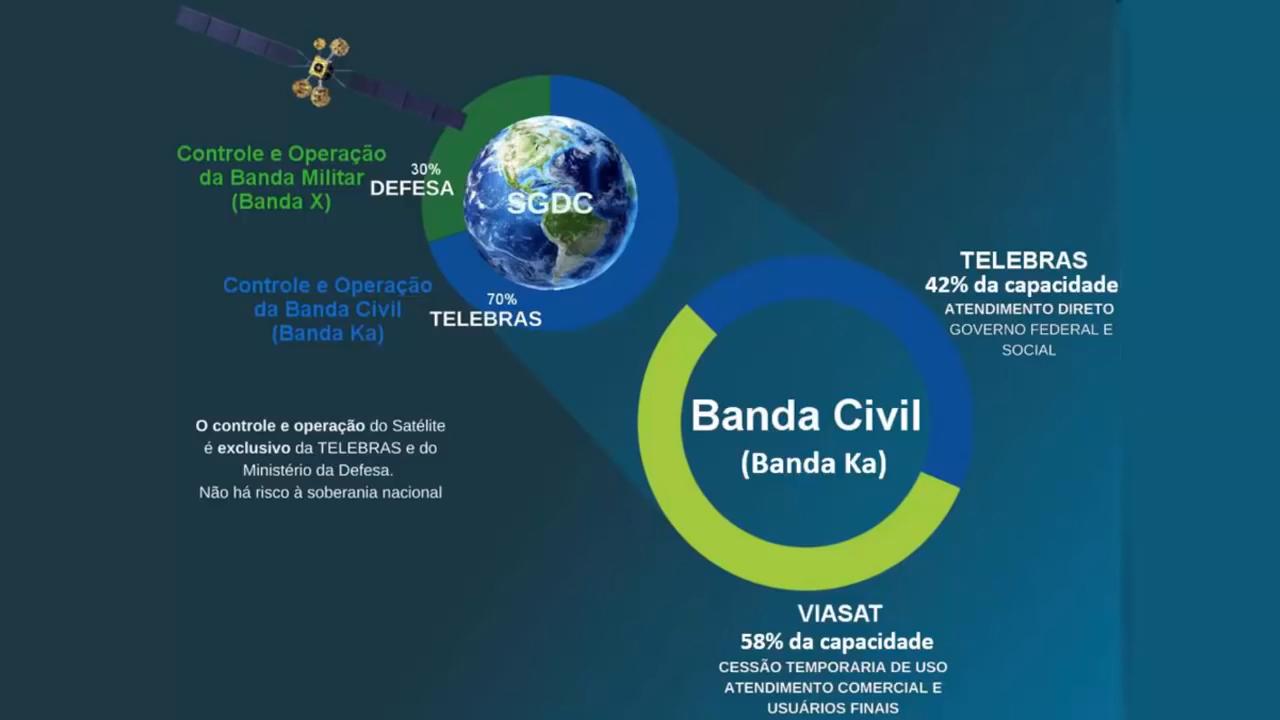 Controle e Operação
da Banda Militar
(Banda X)
30%
DEFESA
SGDC
Controle e Operação
da Banda Civil
(Banda Ka)
70%
TELEBRAS
O controle e operação do Satélite
é exclusivo da TELEBRAS e do
Ministério da Defesa.
Não há risco à soberania nacional
TELEBRAS
42% da capacidade
ATENDIMENTO DIRETO
GOVERNO FEDERAL E
SOCIAL
Banda Civil
(Banda Ka)
VIASAT
58% da capacidade
CESSÃO TEMPORARIA DE USO
ATENDIMENTO COMERCIAL E
USUÁRIOS FINAIS